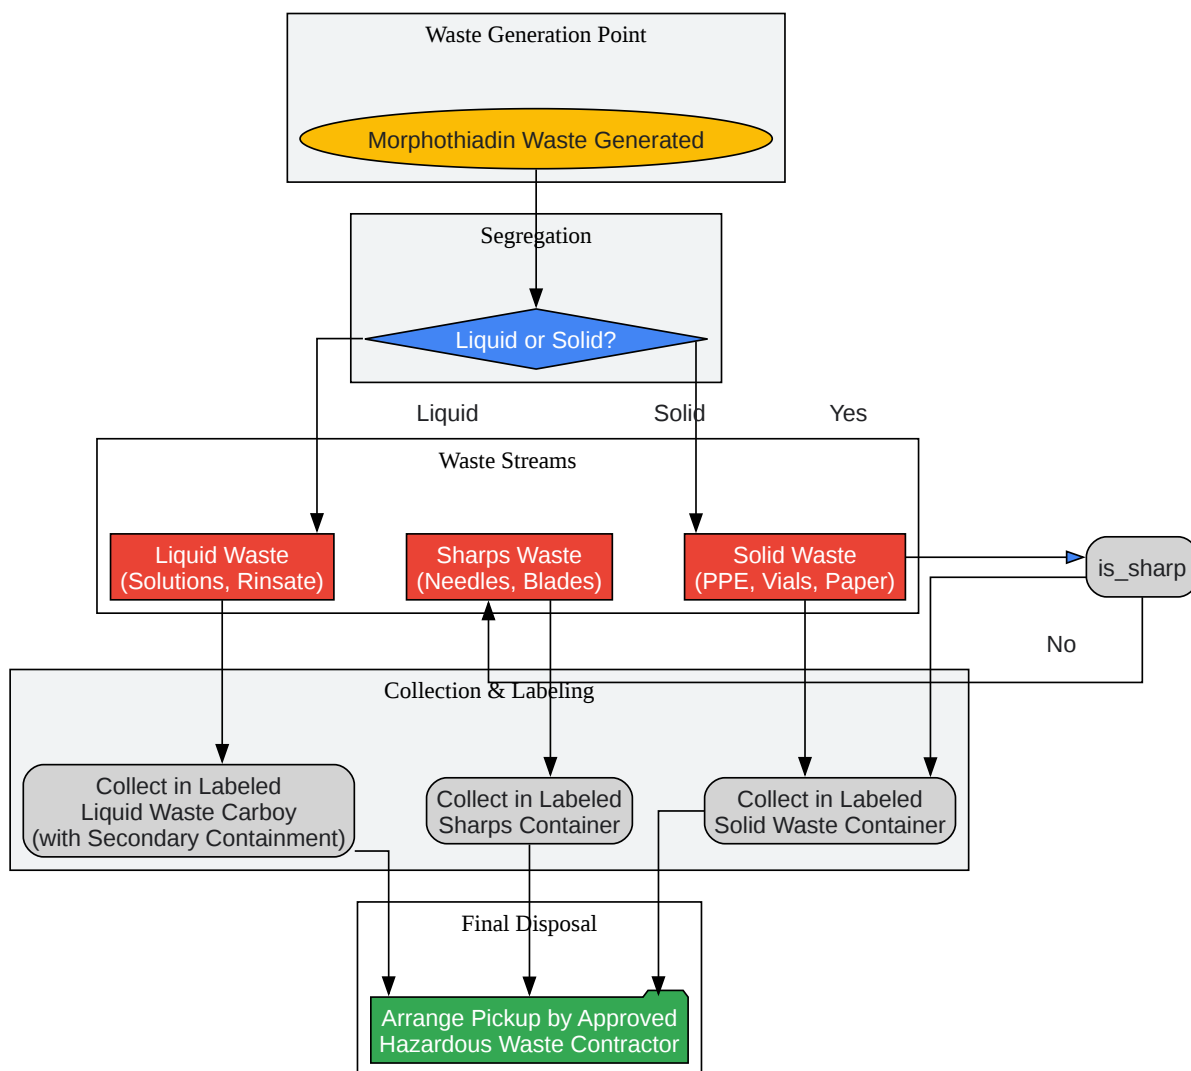 Waste Generation Point
Morphothiadin Waste Generated
Segregation
Liquid or Solid?
Liquid
Solid
Yes
Waste Streams
Liquid Waste
(Solutions, Rinsate)
Sharps Waste
(Needles, Blades)
Solid Waste
(PPE, Vials, Paper)
is_sharp
No
Collection & Labeling
Collect in Labeled
Liquid Waste Carboy
(with Secondary Containment)
Collect in Labeled
Sharps Container
Collect in Labeled
Solid Waste Container
Final Disposal
Arrange Pickup by Approved
Hazardous Waste Contractor